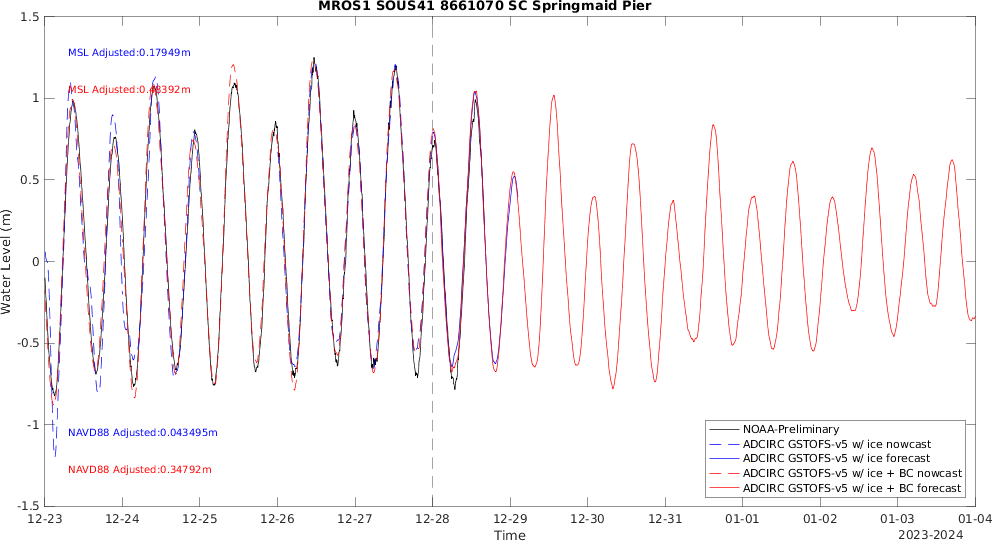 MROS1 SOUS41 8661070 SC Springmaid Pier
1.5
1
0.5
0
-0.5
-1
-1.5
Water Level (m)
MSL Adjusted:0.17949m
MSL Adjusted:0.48392m
NAVD88 Adjusted:0.043495m
NAVD88 Adjusted:0.34792m
NOAA-Preliminary
ADCIRC GSTOFS-v5 w/ ice nowcast
ADCIRC GSTOFS-v5 w/ ice forecast
ADCIRC GSTOFS-v5 w/ ice + BC nowcast
ADCIRC GSTOFS-v5 w/ ice + BC forecast
12-23 12-24 12-25 12-26 12-27 12-28 12-29 12-30 12-31 01-01 01-02 01-03 01-04
Time
2023-2024